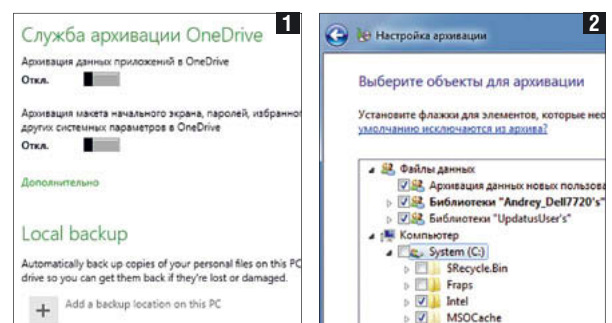 1
Служба архивации OneDrive
Архивация данных приложений в OneDrive
Откл.
Архивация макета начального экрана, паролей,
других системных параметров в OneDrive
Откл.
Дополнительно
Local backup
Automatically back up copies of your personal files on this PC
drive so you can get them back if they're lost or damaged.
Add a backup location on this PC
2
Настройка архивации
Выберите объекты для архивации
Установите флажки для элементов, которые
умолчанию исключаются из архива?
Файлы данных
Архивация данных новых
Библиотеки "Andrey_Dell7720's"
Библиотеки "UpdatusUser's"
Компьютер
System (C:)
$Recycle.Bin
Fraps
Intel
MSOCache